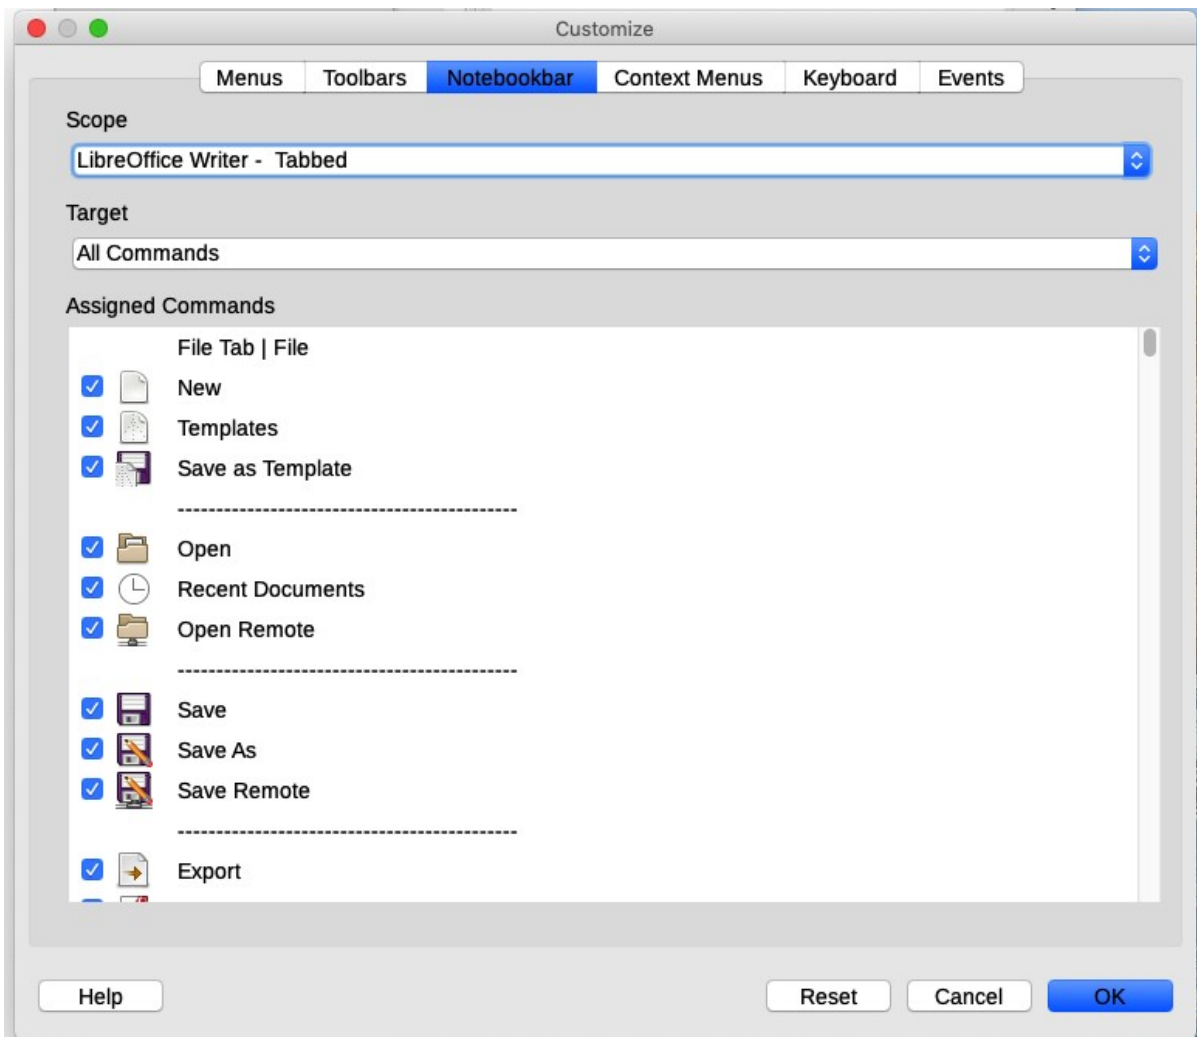 Customize
Menus Toolbars Notebookbar Context Menus Keyboard Events
Scope
LibreOffice Writer - Tabbed
Target
All Commands
Assigned Commands
File Tab | File
New
Templates
Save as Template
--------------------------------------------
Open
Recent Documents
Open Remote
--------------------------------------------
Save
Save As
Save Remote
--------------------------------------------
Export
Help Reset Cancel OK